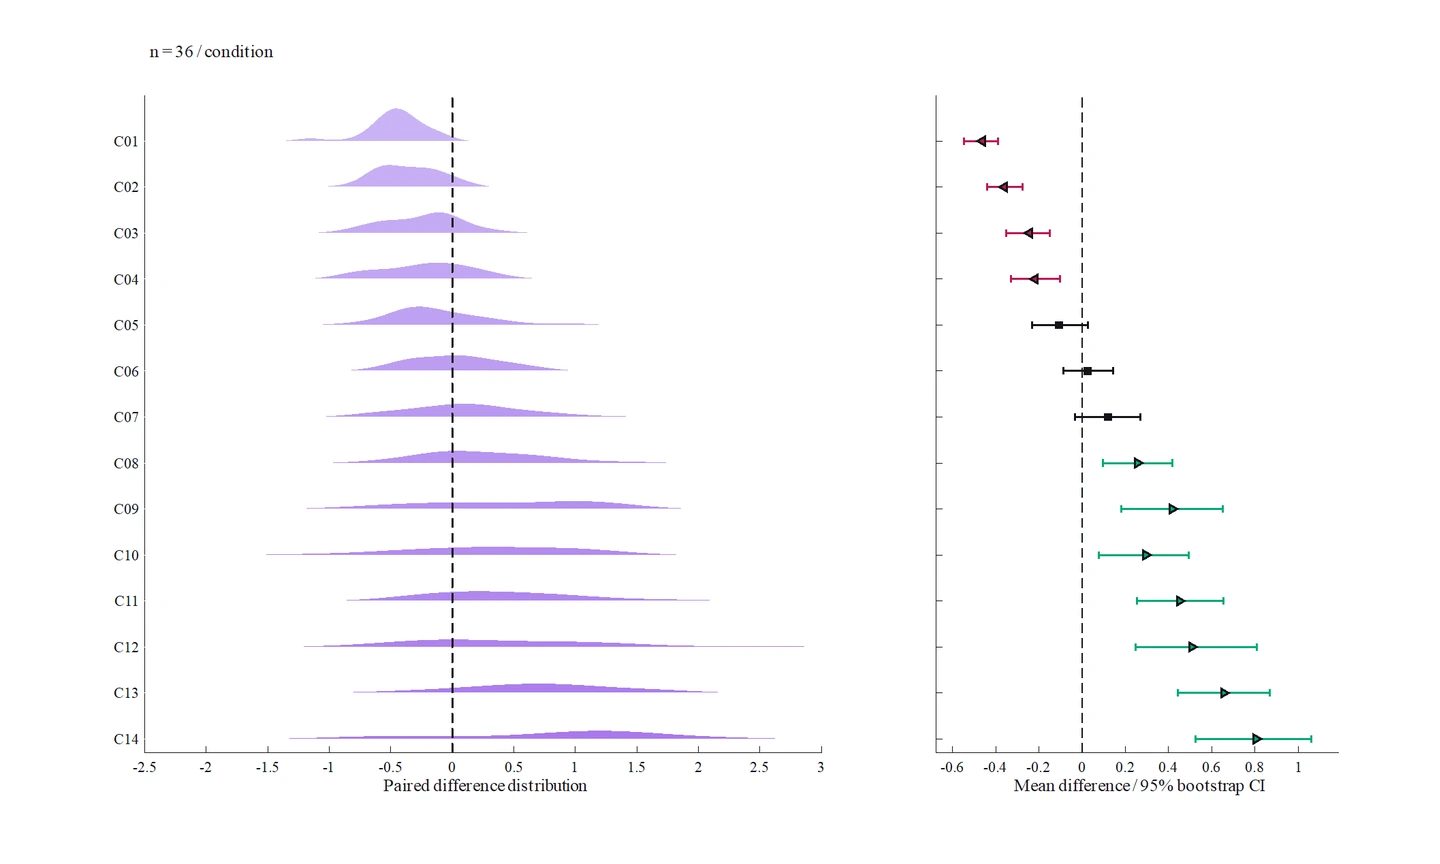 n = 36 / condition
C01
C02
C03
C04
C05
C06
C07
C08
C09
C10
C11
C12
C13
C14
-2.5 -2 -1.5 -1 -0.5 0 0.5 1 1.5 2 2.5 3
Paired difference distribution
-0.6 -0.4 -0.2 0 0.2 0.4 0.6 0.8 1
Mean difference / 95% bootstrap CI